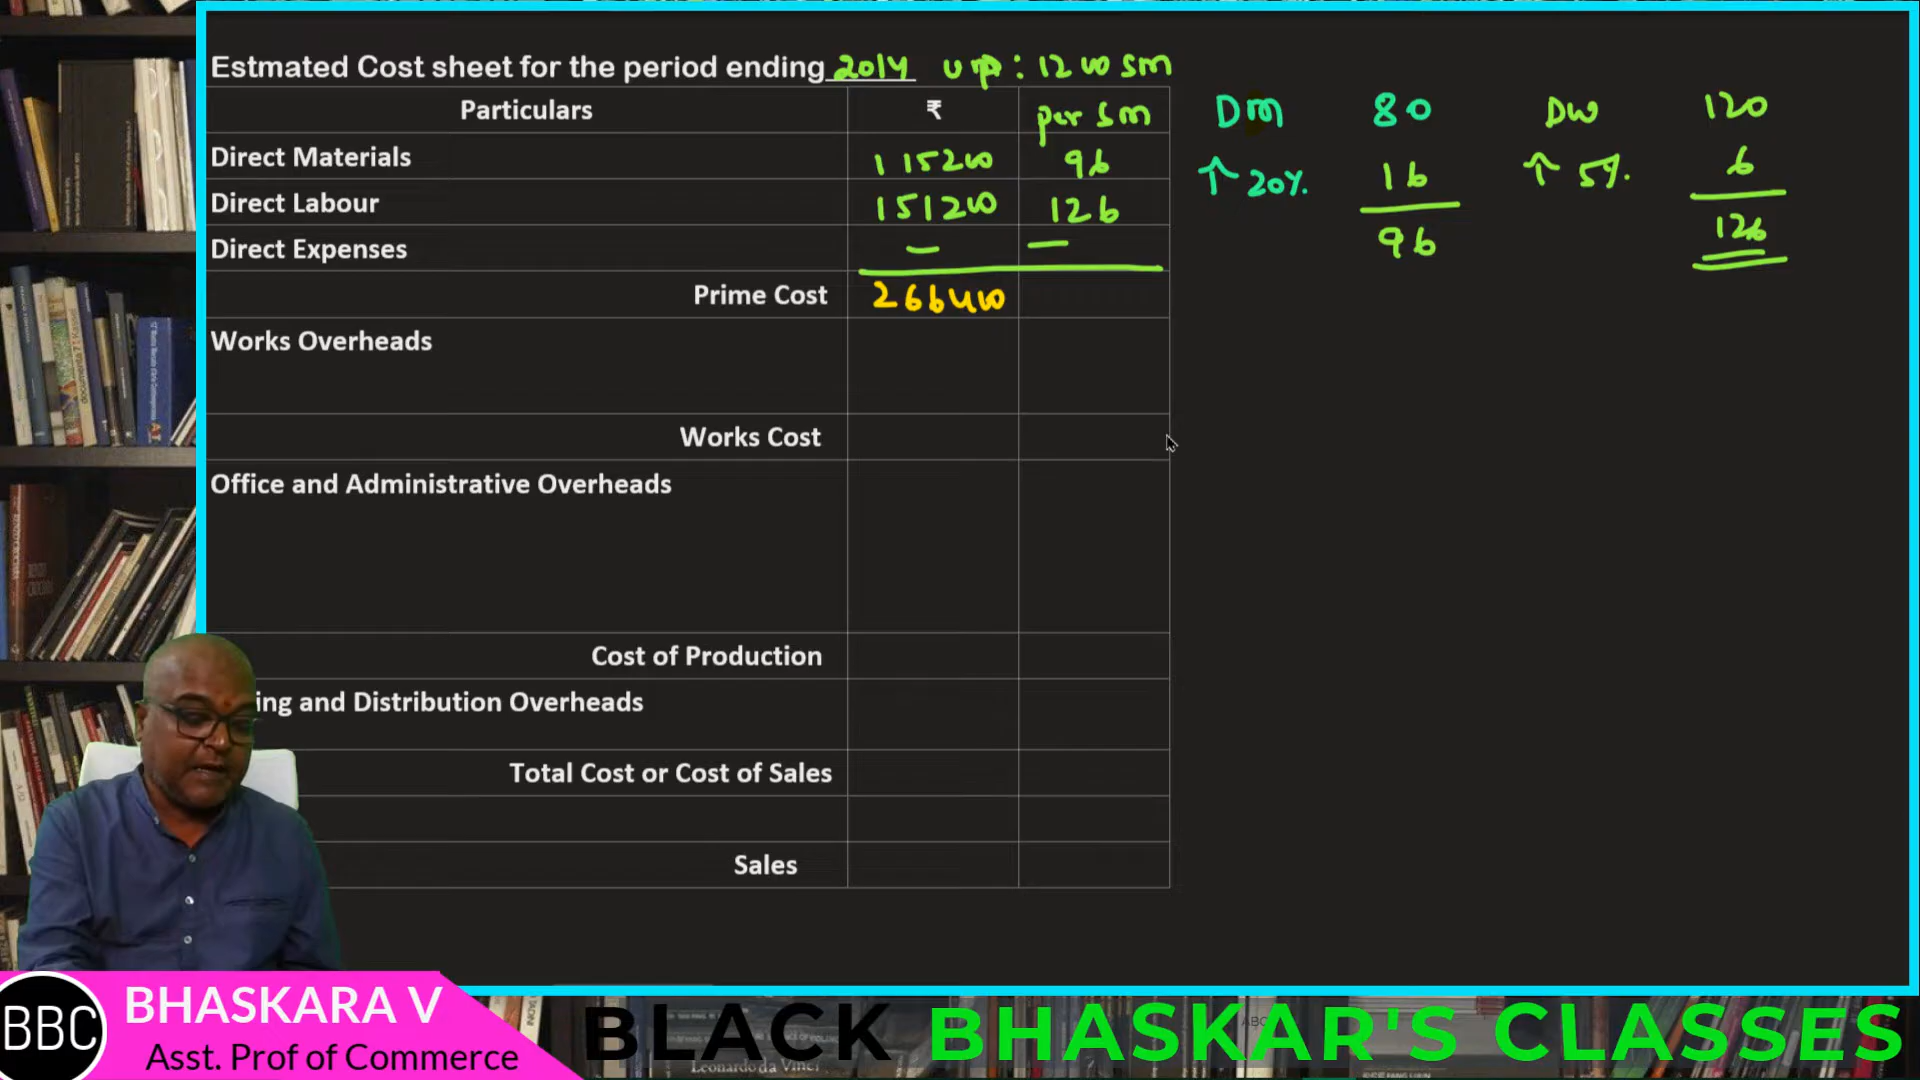 Estmated Cost sheet for the period ending 2014 up : 1200 Sm
Particulars ₹ per Sm
Direct Materials 115200 96
Direct Labour 151200 126
Direct Expenses — —
Prime Cost 266400
Works Overheads
Works Cost
Office and Administrative Overheads
Cost of Production
ing and Distribution Overheads
Total Cost or Cost of Sales
Sales
DM 80 DW 120
↑ 20% 16 ↑ 5% 6
96 126
BBC
BHASKARA V
Asst. Prof of Commerce
BLACK BHASKAR'S CLASSES
Leonardo da Vinci